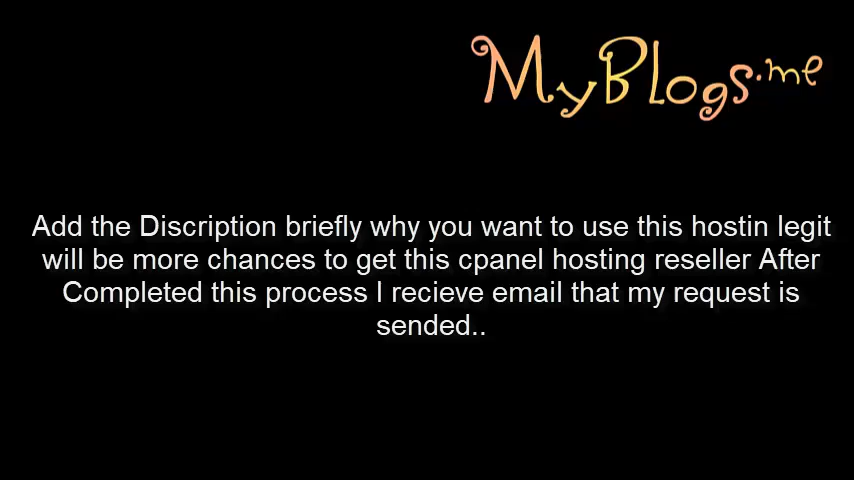 MyBlogs.me
Add the Discription briefly why you want to use this hostin legit
will be more chances to get this cpanel hosting reseller After
Completed this process I recieve email that my request is
sended..